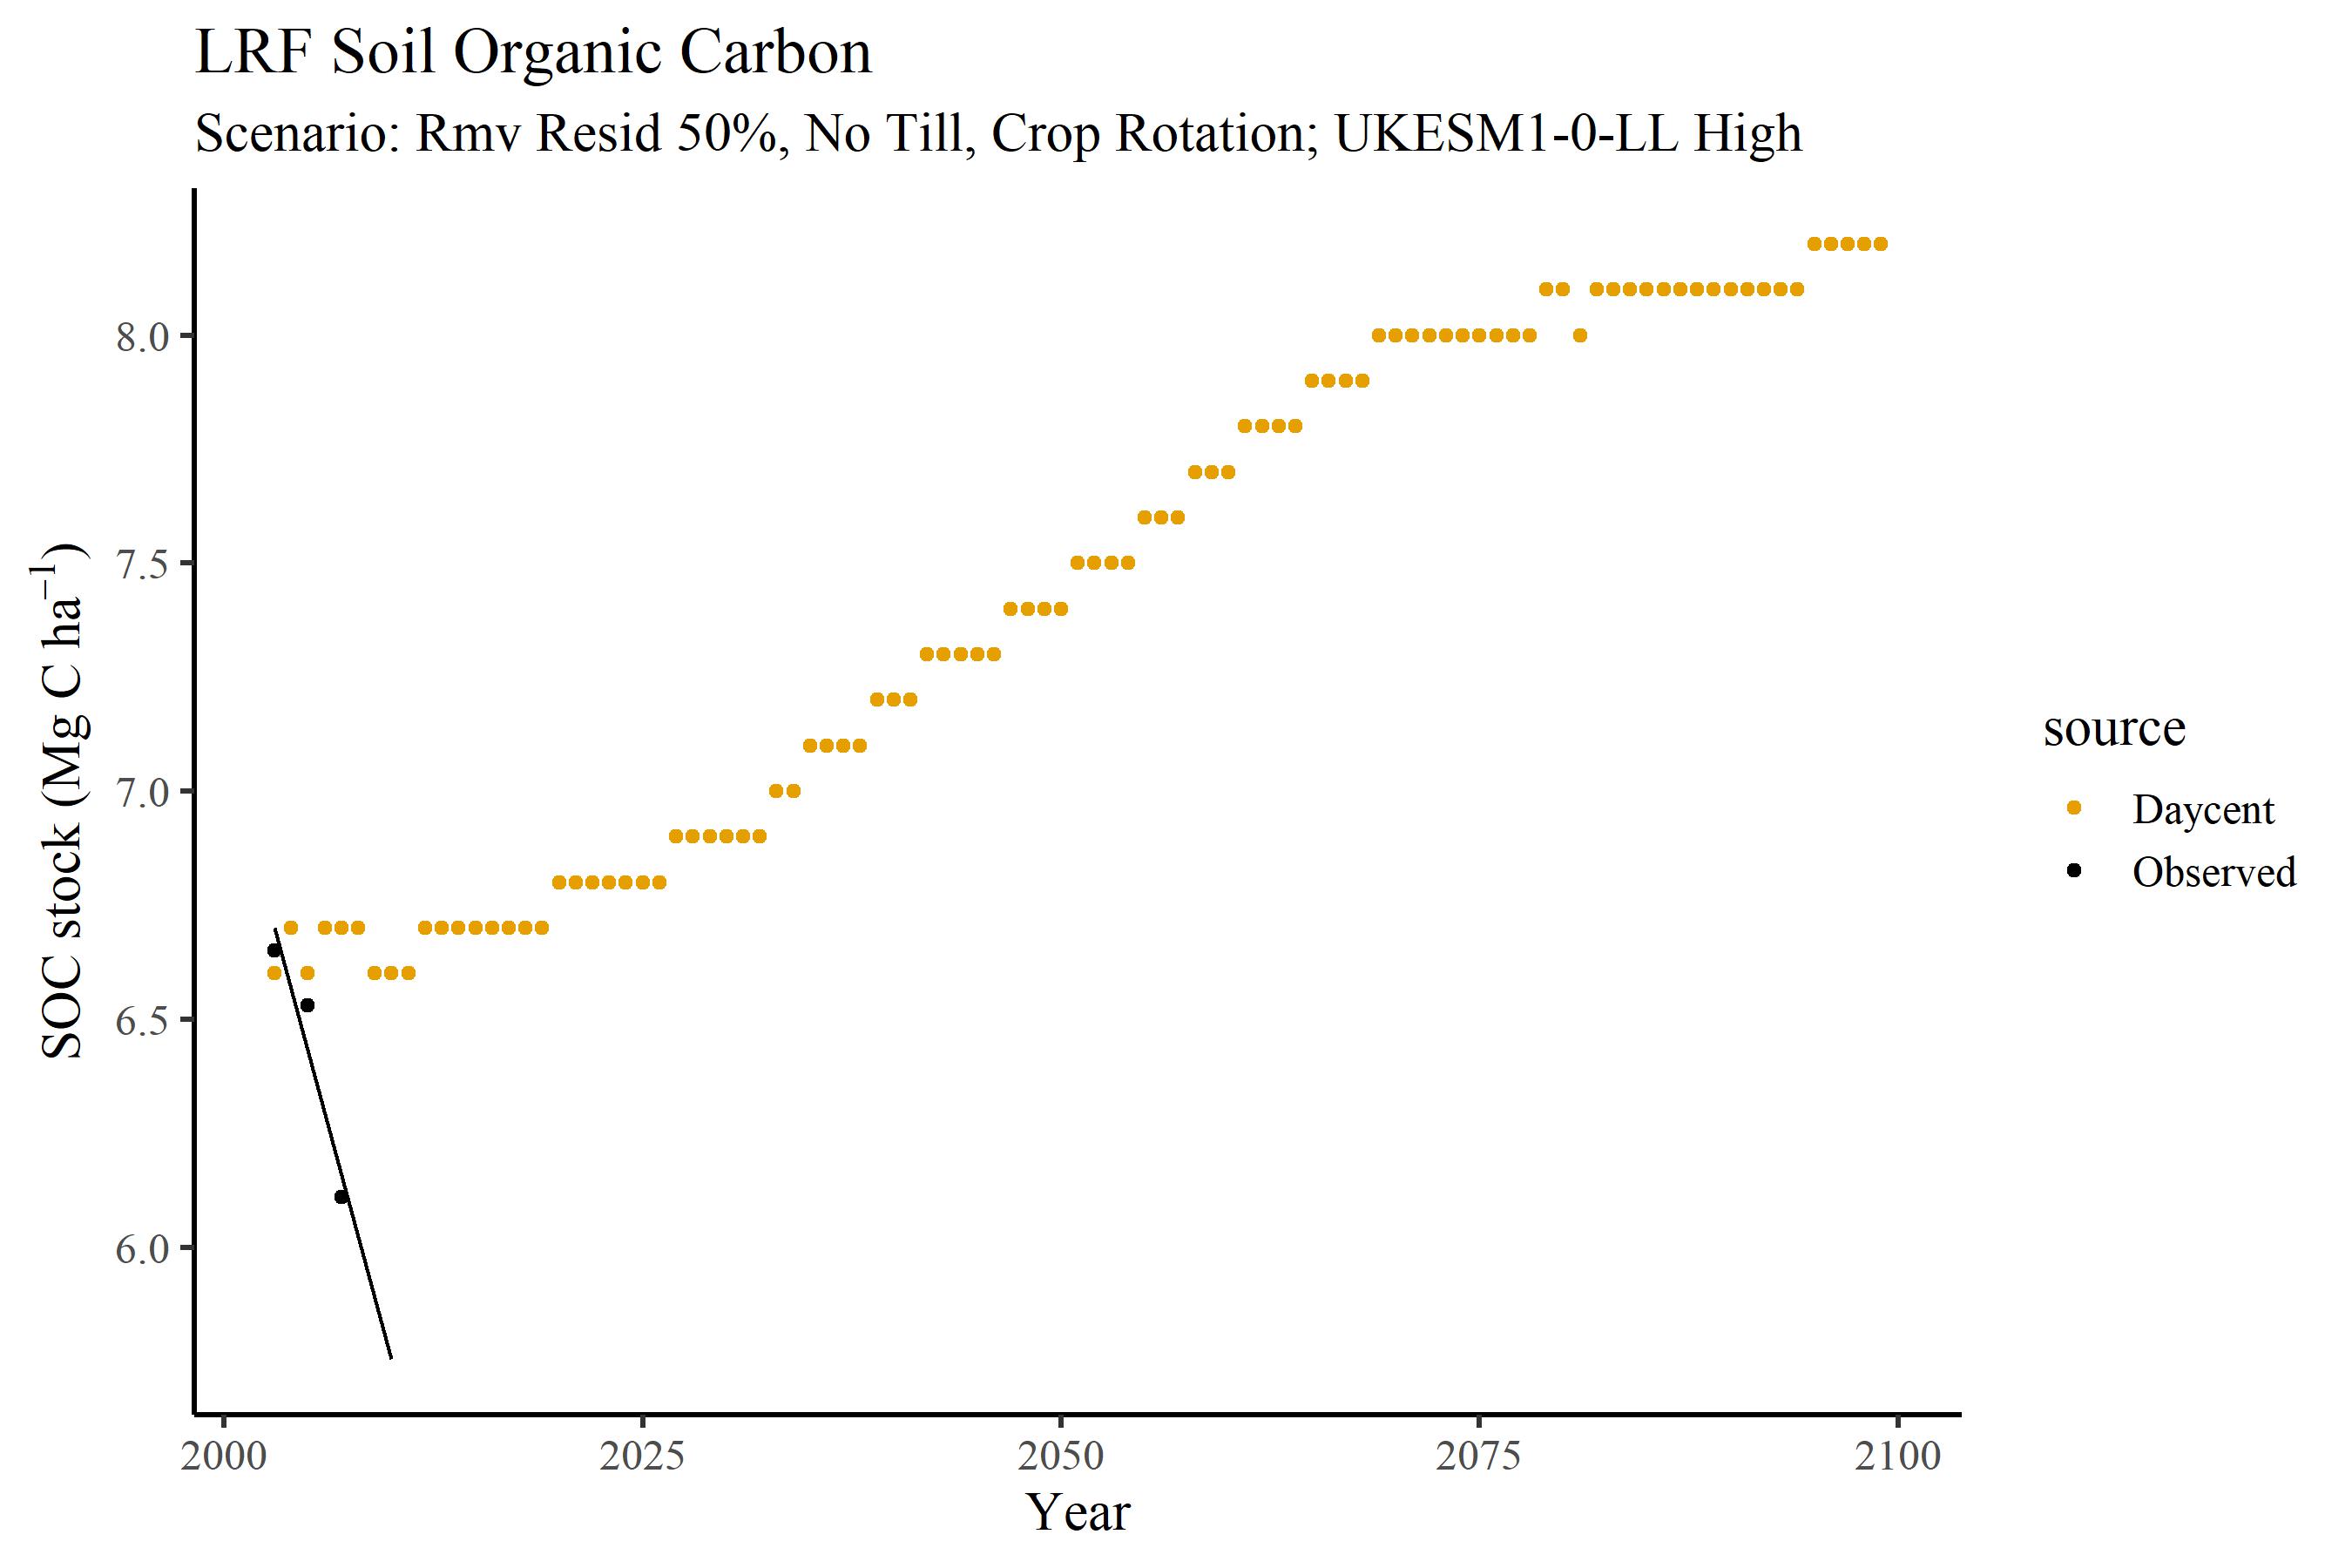 LRF Soil Organic Carbon
Scenario: Rmv Resid 50%, No Till, Crop Rotation; UKESM1-0-LL High
SOC stock (Mg C ha⁻¹)
8.0
7.5
7.0
6.5
6.0
2000 2025 2050 2075 2100
Year
source
Daycent
Observed